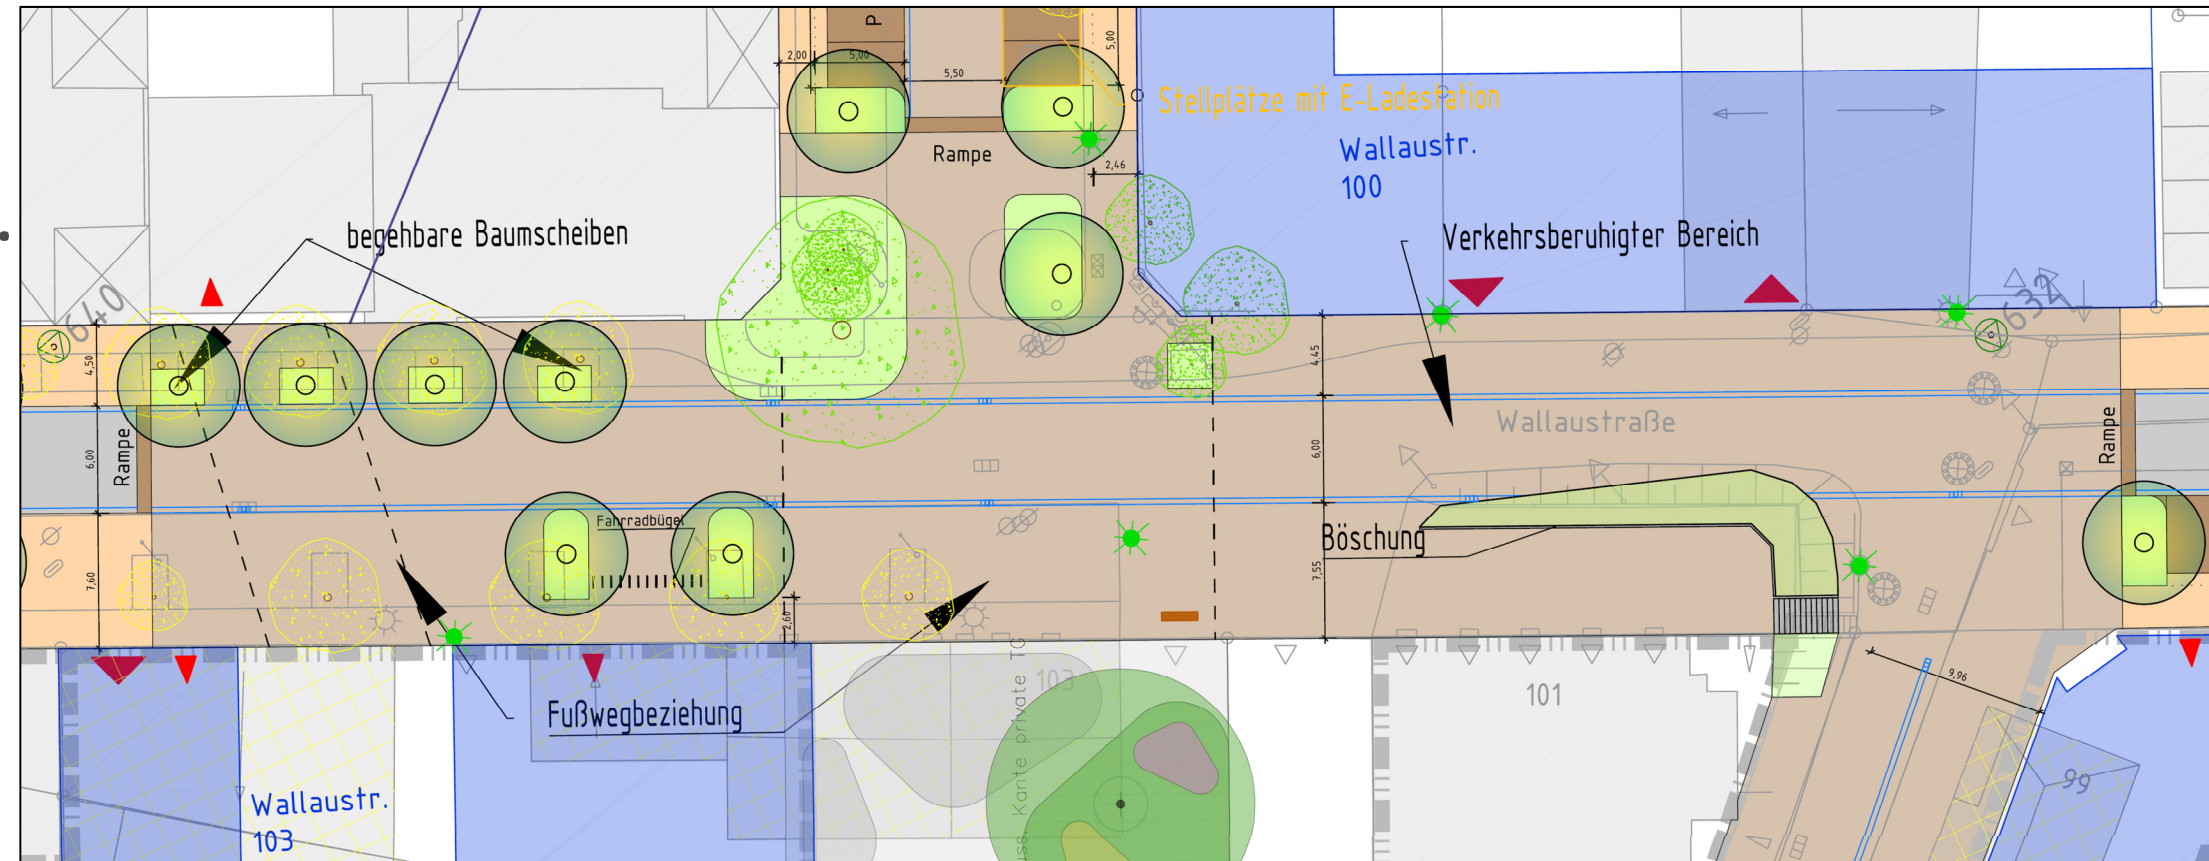 P
2,00
5,00
5,50
5,00
Stellplätze mit E-Ladestation
Rampe
2,46
Wallaustr.
100
begehbare Baumscheiben
Verkehrsberuhigter Bereich
640
632
4,50
4,45
Wallaustraße
Rampe
6,00
6,00
Rampe
Fahrradbügel
Böschung
7,60
7,55
2,60
Kante private TG
103
9,96
101
Fußwegbeziehung
99
Wallaustr.
103